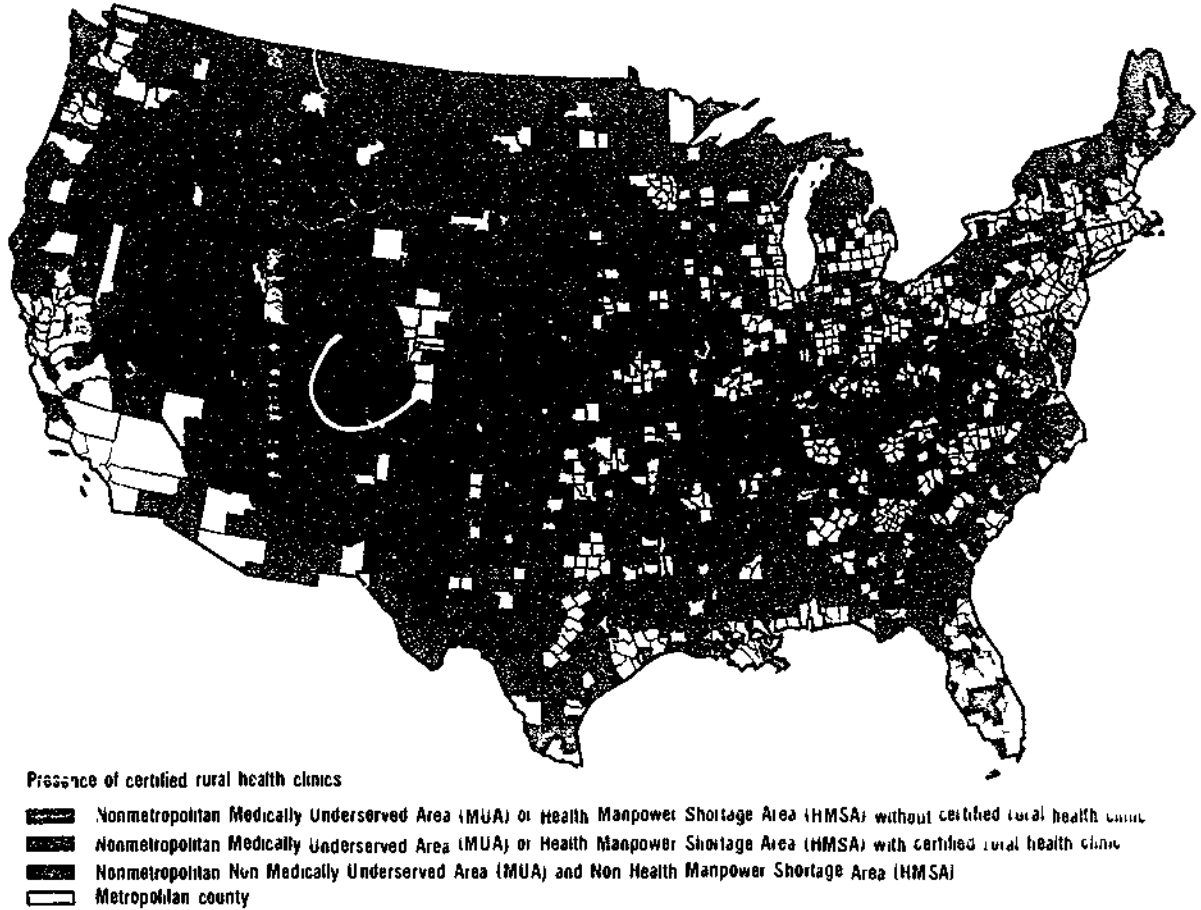 Presence of certified rural health clinics
Nonmetropolitan Medically Underserved Area (MUA) or Health Manpower Shortage Area (HMSA) without certified rural health clinic
Nonmetropolitan Medically Underserved Area (MUA) or Health Manpower Shortage Area (HMSA) with certified rural health clinic
Nonmetropolitan Non Medically Underserved Area (MUA) and Non Health Manpower Shortage Area (HMSA)
Metropolitan county